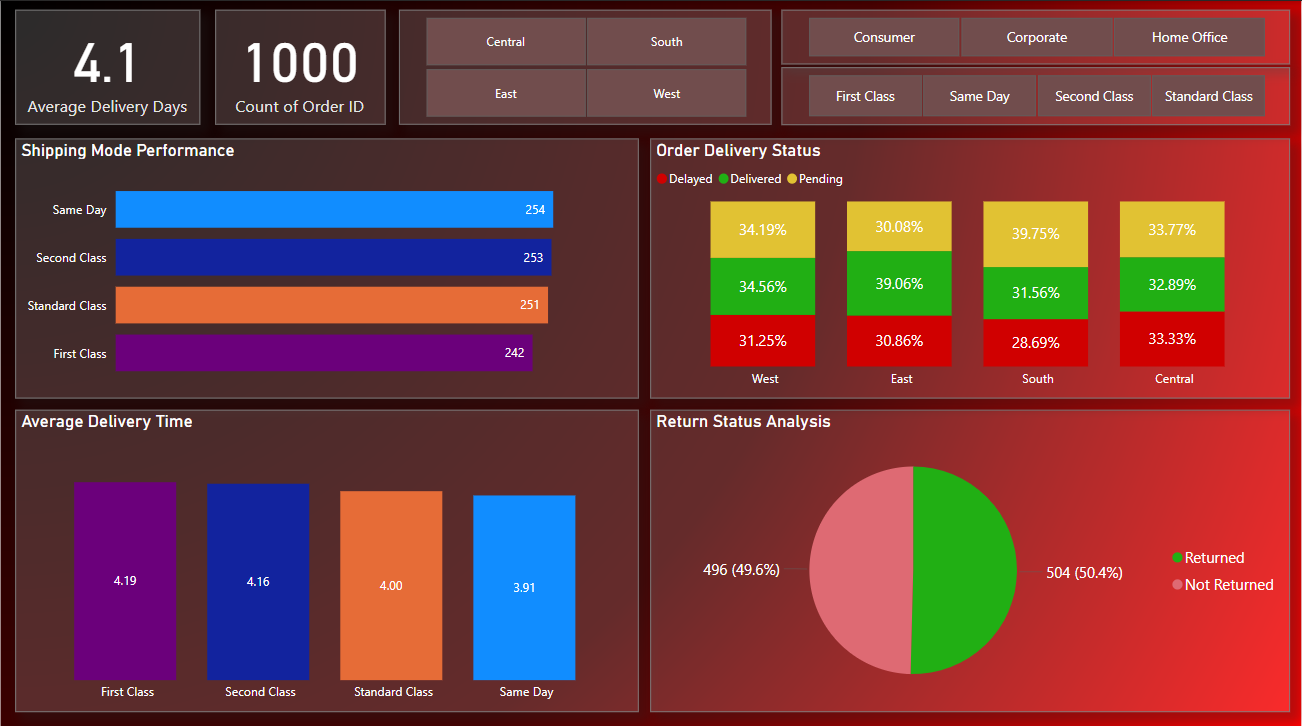 4.1
Average Delivery Days
1000
Count of Order ID
Central South
East West
Consumer Corporate Home Office
First Class Same Day Second Class Standard Class
Shipping Mode Performance
Same Day 254
Second Class 253
Standard Class 251
First Class 242
Order Delivery Status
Delayed Delivered Pending
34.19% 30.08% 39.75% 33.77%
34.56% 39.06% 31.56% 32.89%
31.25% 30.86% 28.69% 33.33%
West East South Central
Average Delivery Time
4.19 4.16 4.00 3.91
First Class Second Class Standard Class Same Day
Return Status Analysis
496 (49.6%) 504 (50.4%)
Returned
Not Returned